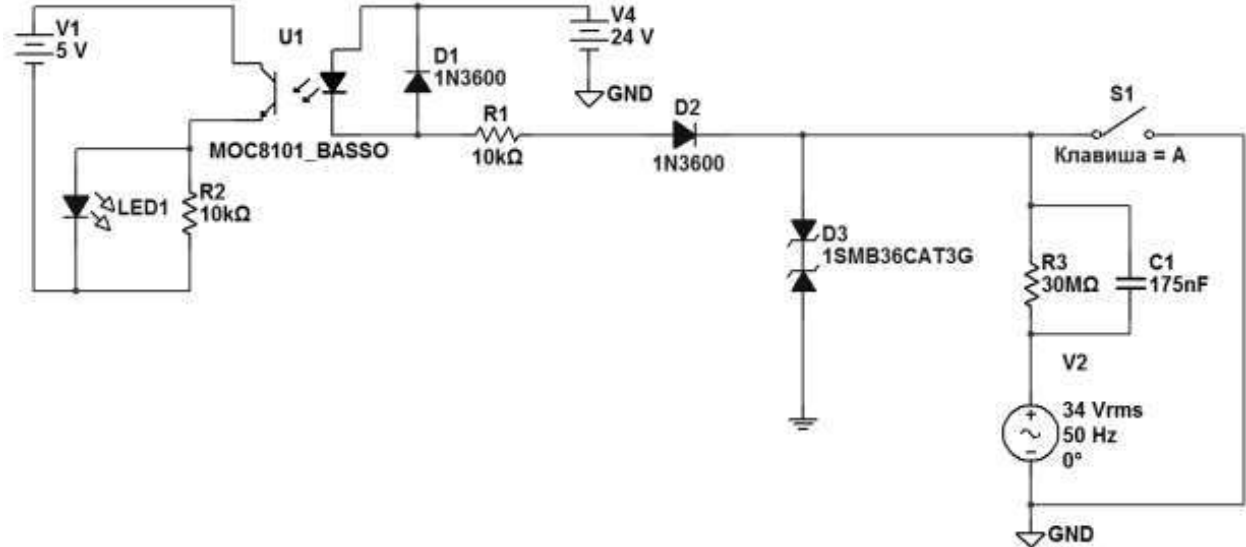 V1
5 V
U1
MOC8101_BASSO
LED1
R2
10kΩ
D1
1N3600
V4
24 V
GND
R1
10kΩ
D2
1N3600
S1
Клавиша = A
D3
1SMB36CAT3G
R3
30MΩ
C1
175nF
V2
34 Vrms
50 Hz
0°
GND